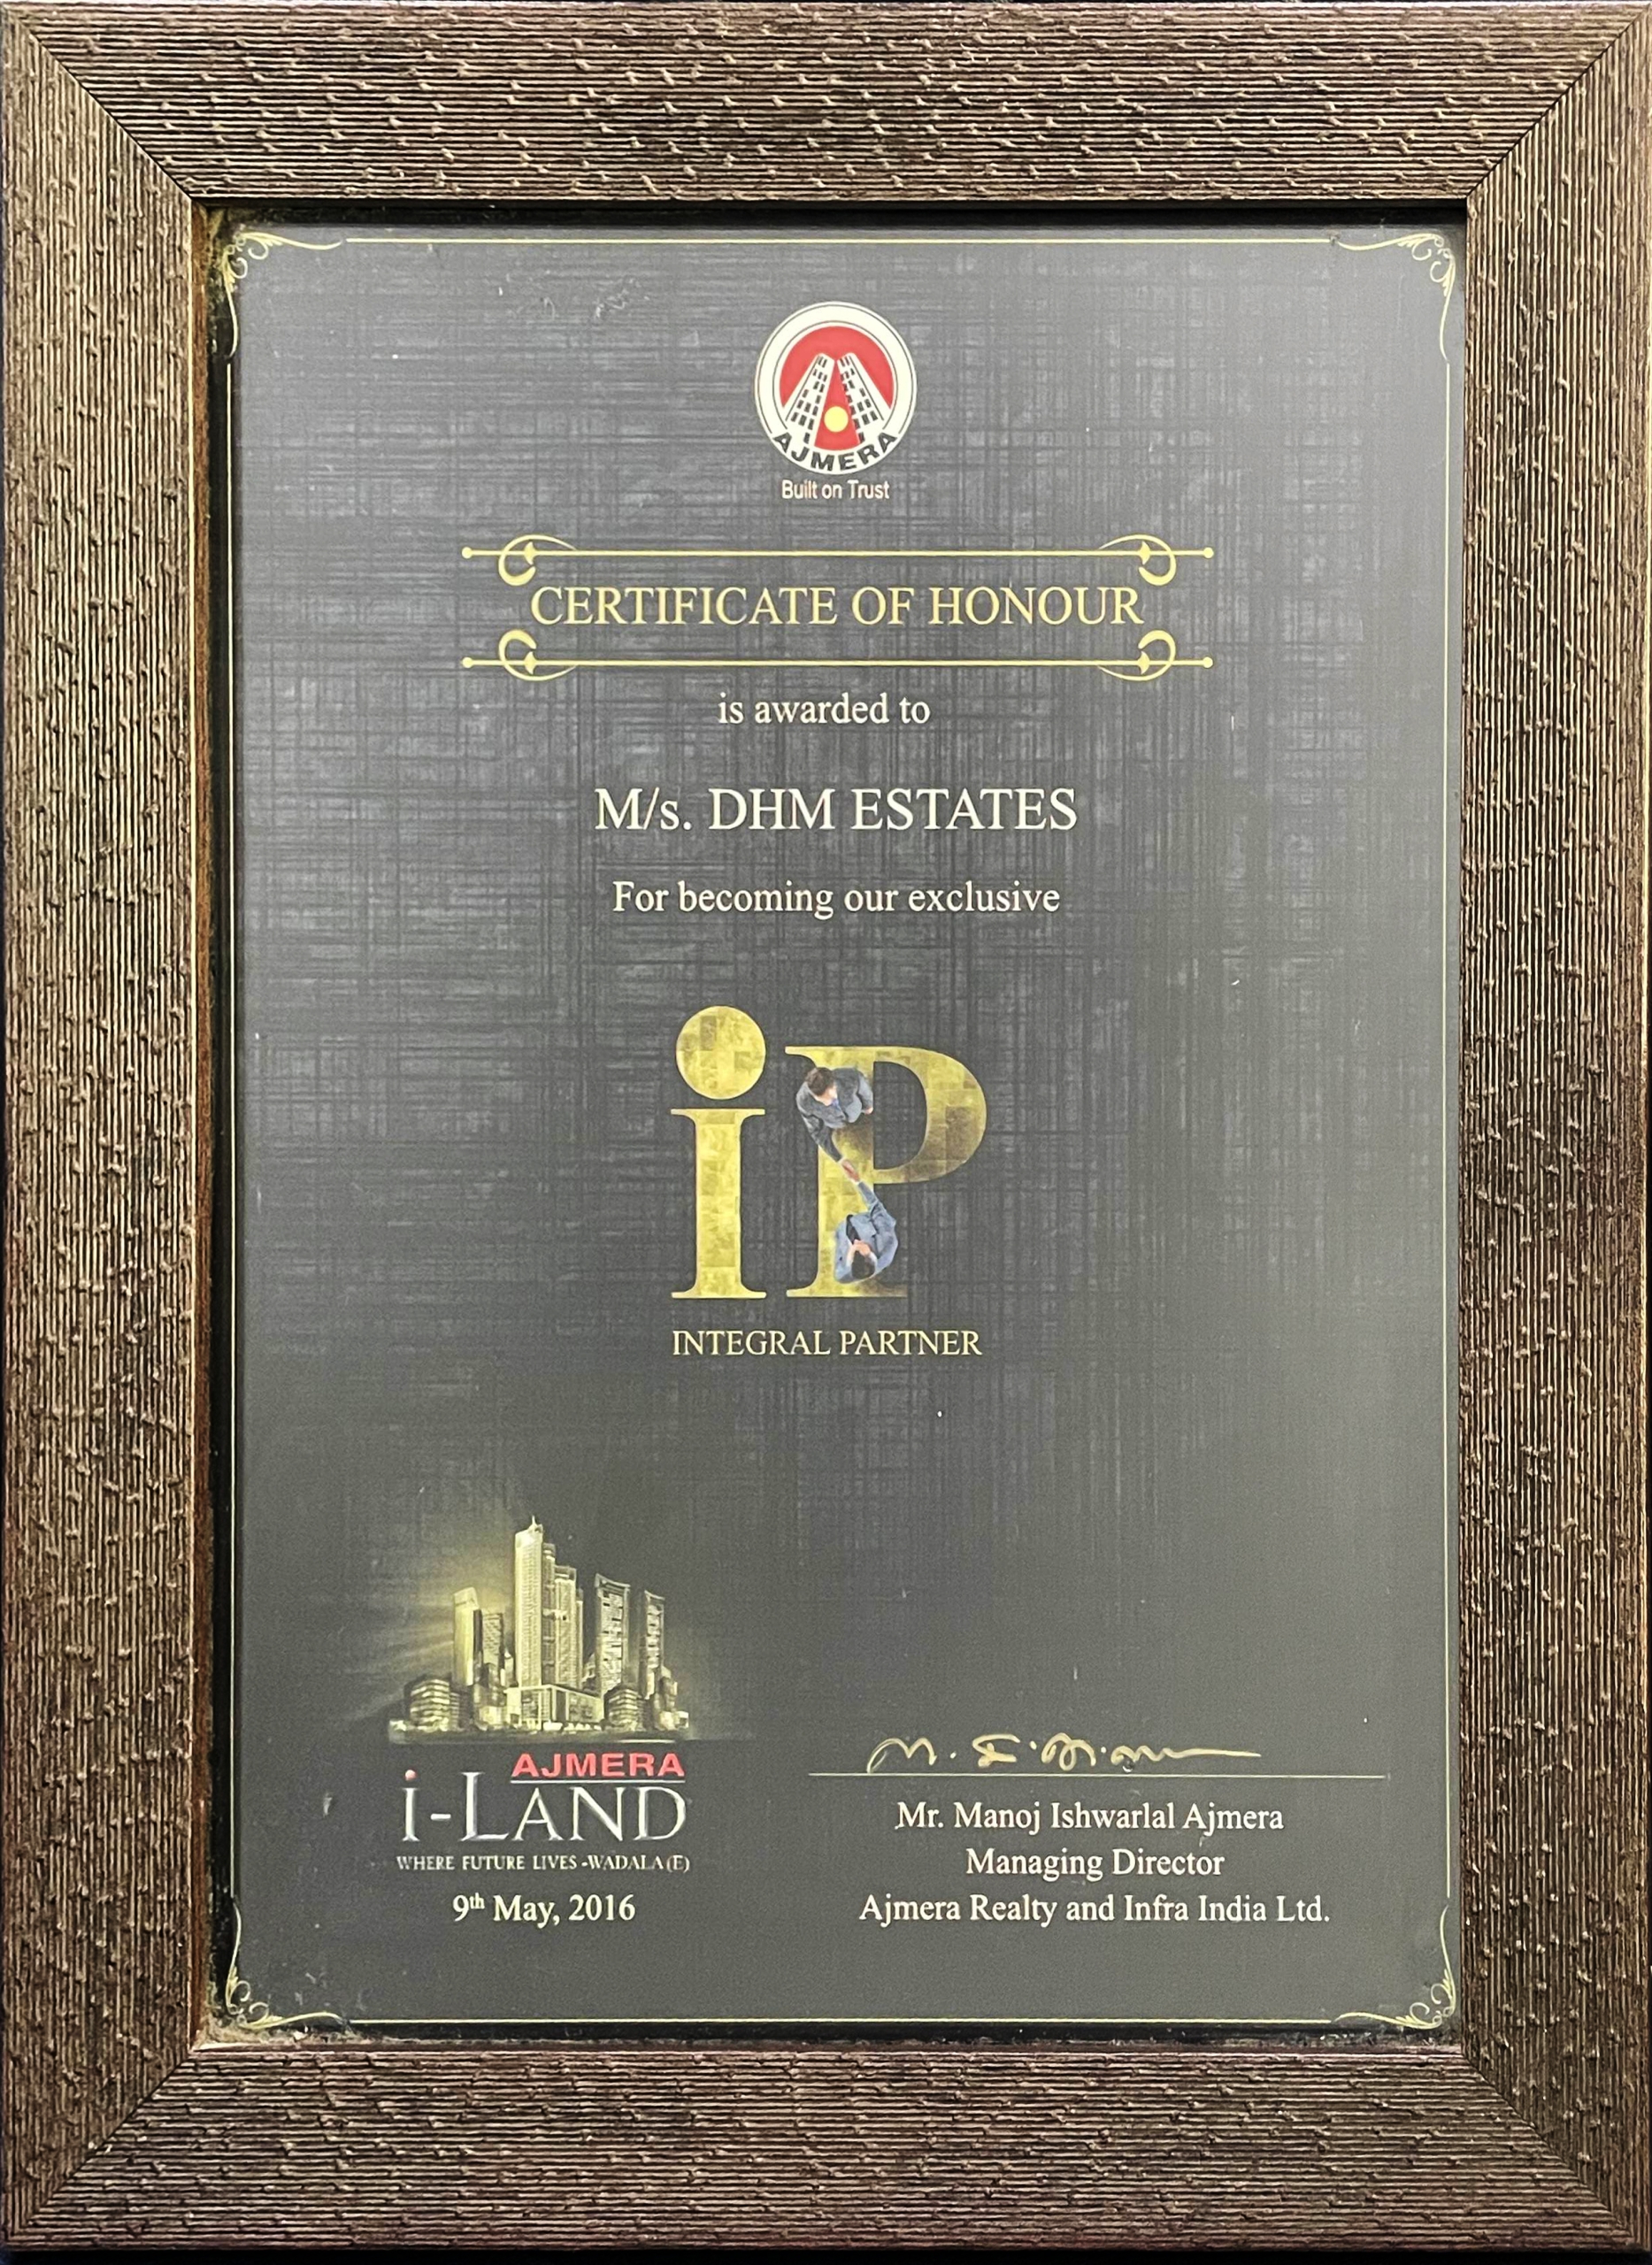 AJMERA
Built on Trust
CERTIFICATE OF HONOUR
is awarded to
M/s. DHM ESTATES
For becoming our exclusive
iP
INTEGRAL PARTNER
AJMERA
i-LAND
WHERE FUTURE LIVES -WADALA (E)
9th May, 2016
Mr. Manoj Ishwarlal Ajmera
Managing Director
Ajmera Realty and Infra India Ltd.